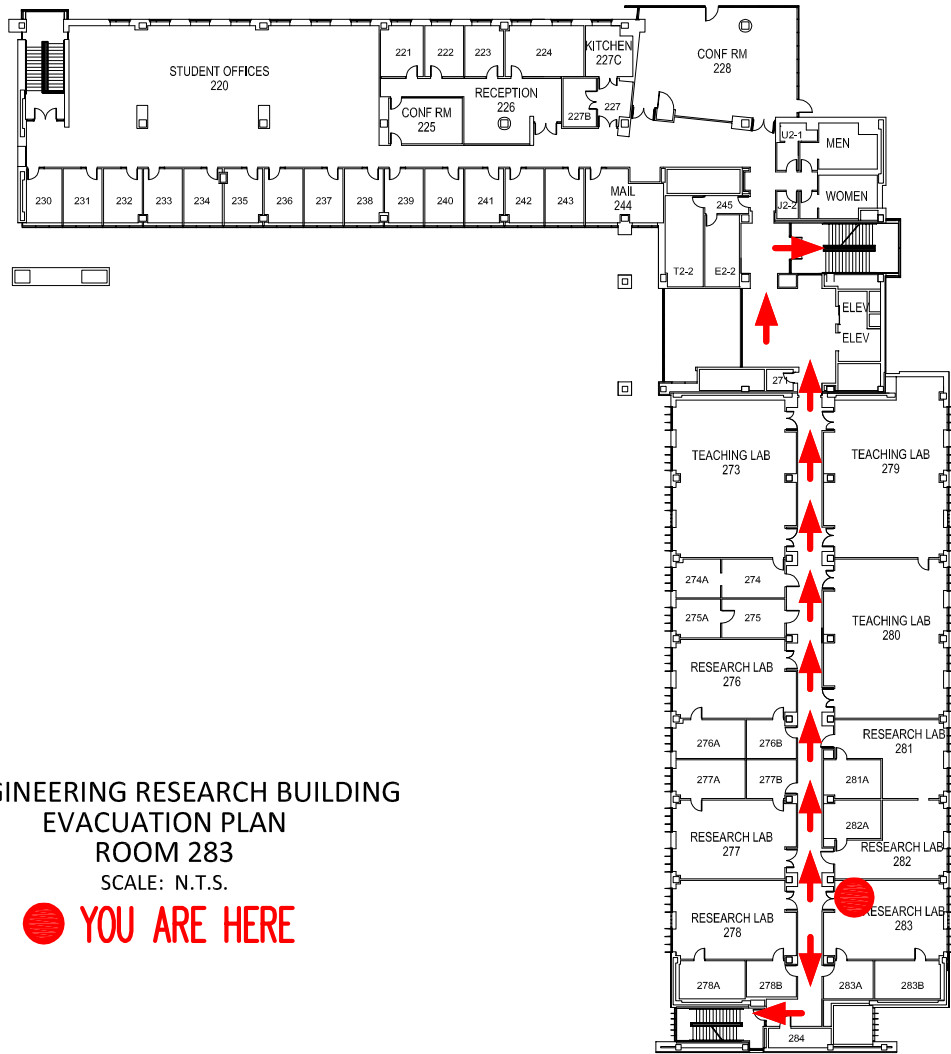 221
222
223
224
KITCHEN
227C
CONF RM
228
STUDENT OFFICES
220
RECEPTION
226
CONF RM
225
227B
227
U2-1
MEN
230
231
232
233
234
235
236
237
238
239
240
241
242
243
MAIL
244
245
J2-2
WOMEN
T2-2
E2-2
ELEV
ELEV
271
TEACHING LAB
273
TEACHING LAB
279
274A
274
275A
275
TEACHING LAB
280
RESEARCH LAB
276
276A
276B
RESEARCH LAB
281
277A
277B
281A
282A
RESEARCH LAB
277
RESEARCH LAB
282
RESEARCH LAB
278
RESEARCH LAB
283
278A
278B
283A
283B
284
GINEERING RESEARCH BUILDING
EVACUATION PLAN
ROOM 283
SCALE: N.T.S.
YOU ARE HERE